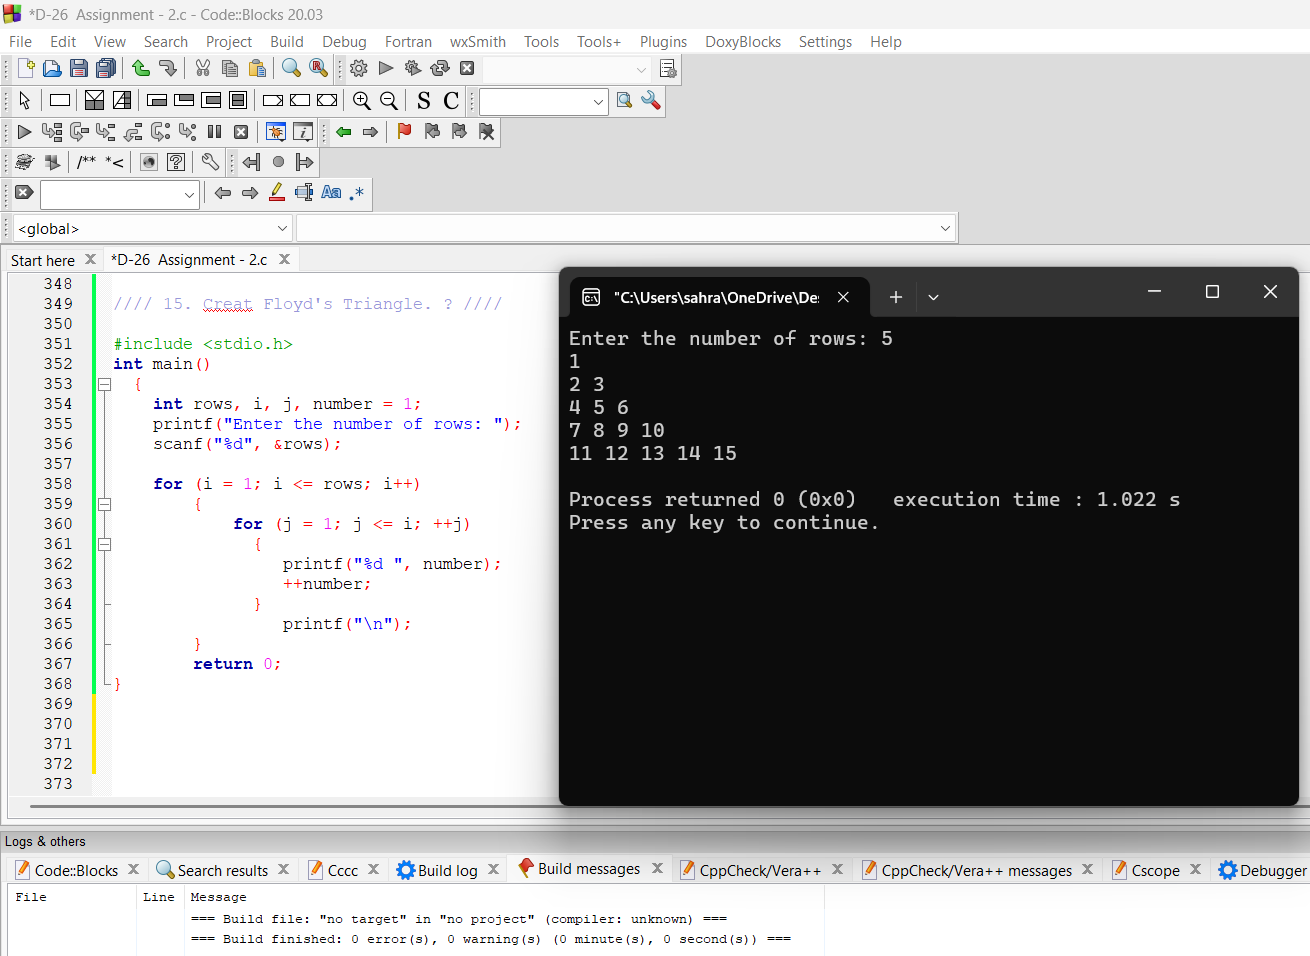 *D-26 Assignment - 2.c - Code::Blocks 20.03
File Edit View Search Project Build Debug Fortran wxSmith Tools Tools+ Plugins DoxyBlocks Settings Help
S C
/** *<
Aa .*
<global>
Start here *D-26 Assignment - 2.c
348
349 //// 15. Creat Floyd's Triangle. ? ////
350
351 #include <stdio.h>
352 int main()
353 {
354 int rows, i, j, number = 1;
355 printf("Enter the number of rows: ");
356 scanf("%d", &rows);
357
358 for (i = 1; i <= rows; i++)
359 {
360 for (j = 1; j <= i; ++j)
361 {
362 printf("%d ", number);
363 ++number;
364 }
365 printf("\n");
366 }
367 return 0;
368 }
369
370
371
372
373
"C:\Users\sahra\OneDrive\De
Enter the number of rows: 5
1
2 3
4 5 6
7 8 9 10
11 12 13 14 15
Process returned 0 (0x0) execution time : 1.022 s
Press any key to continue.
Logs & others
Code::Blocks Search results Cccc Build log Build messages CppCheck/Vera++ CppCheck/Vera++ messages Cscope Debugger
File Line Message
=== Build file: "no target" in "no project" (compiler: unknown) ===
=== Build finished: 0 error(s), 0 warning(s) (0 minute(s), 0 second(s)) ===